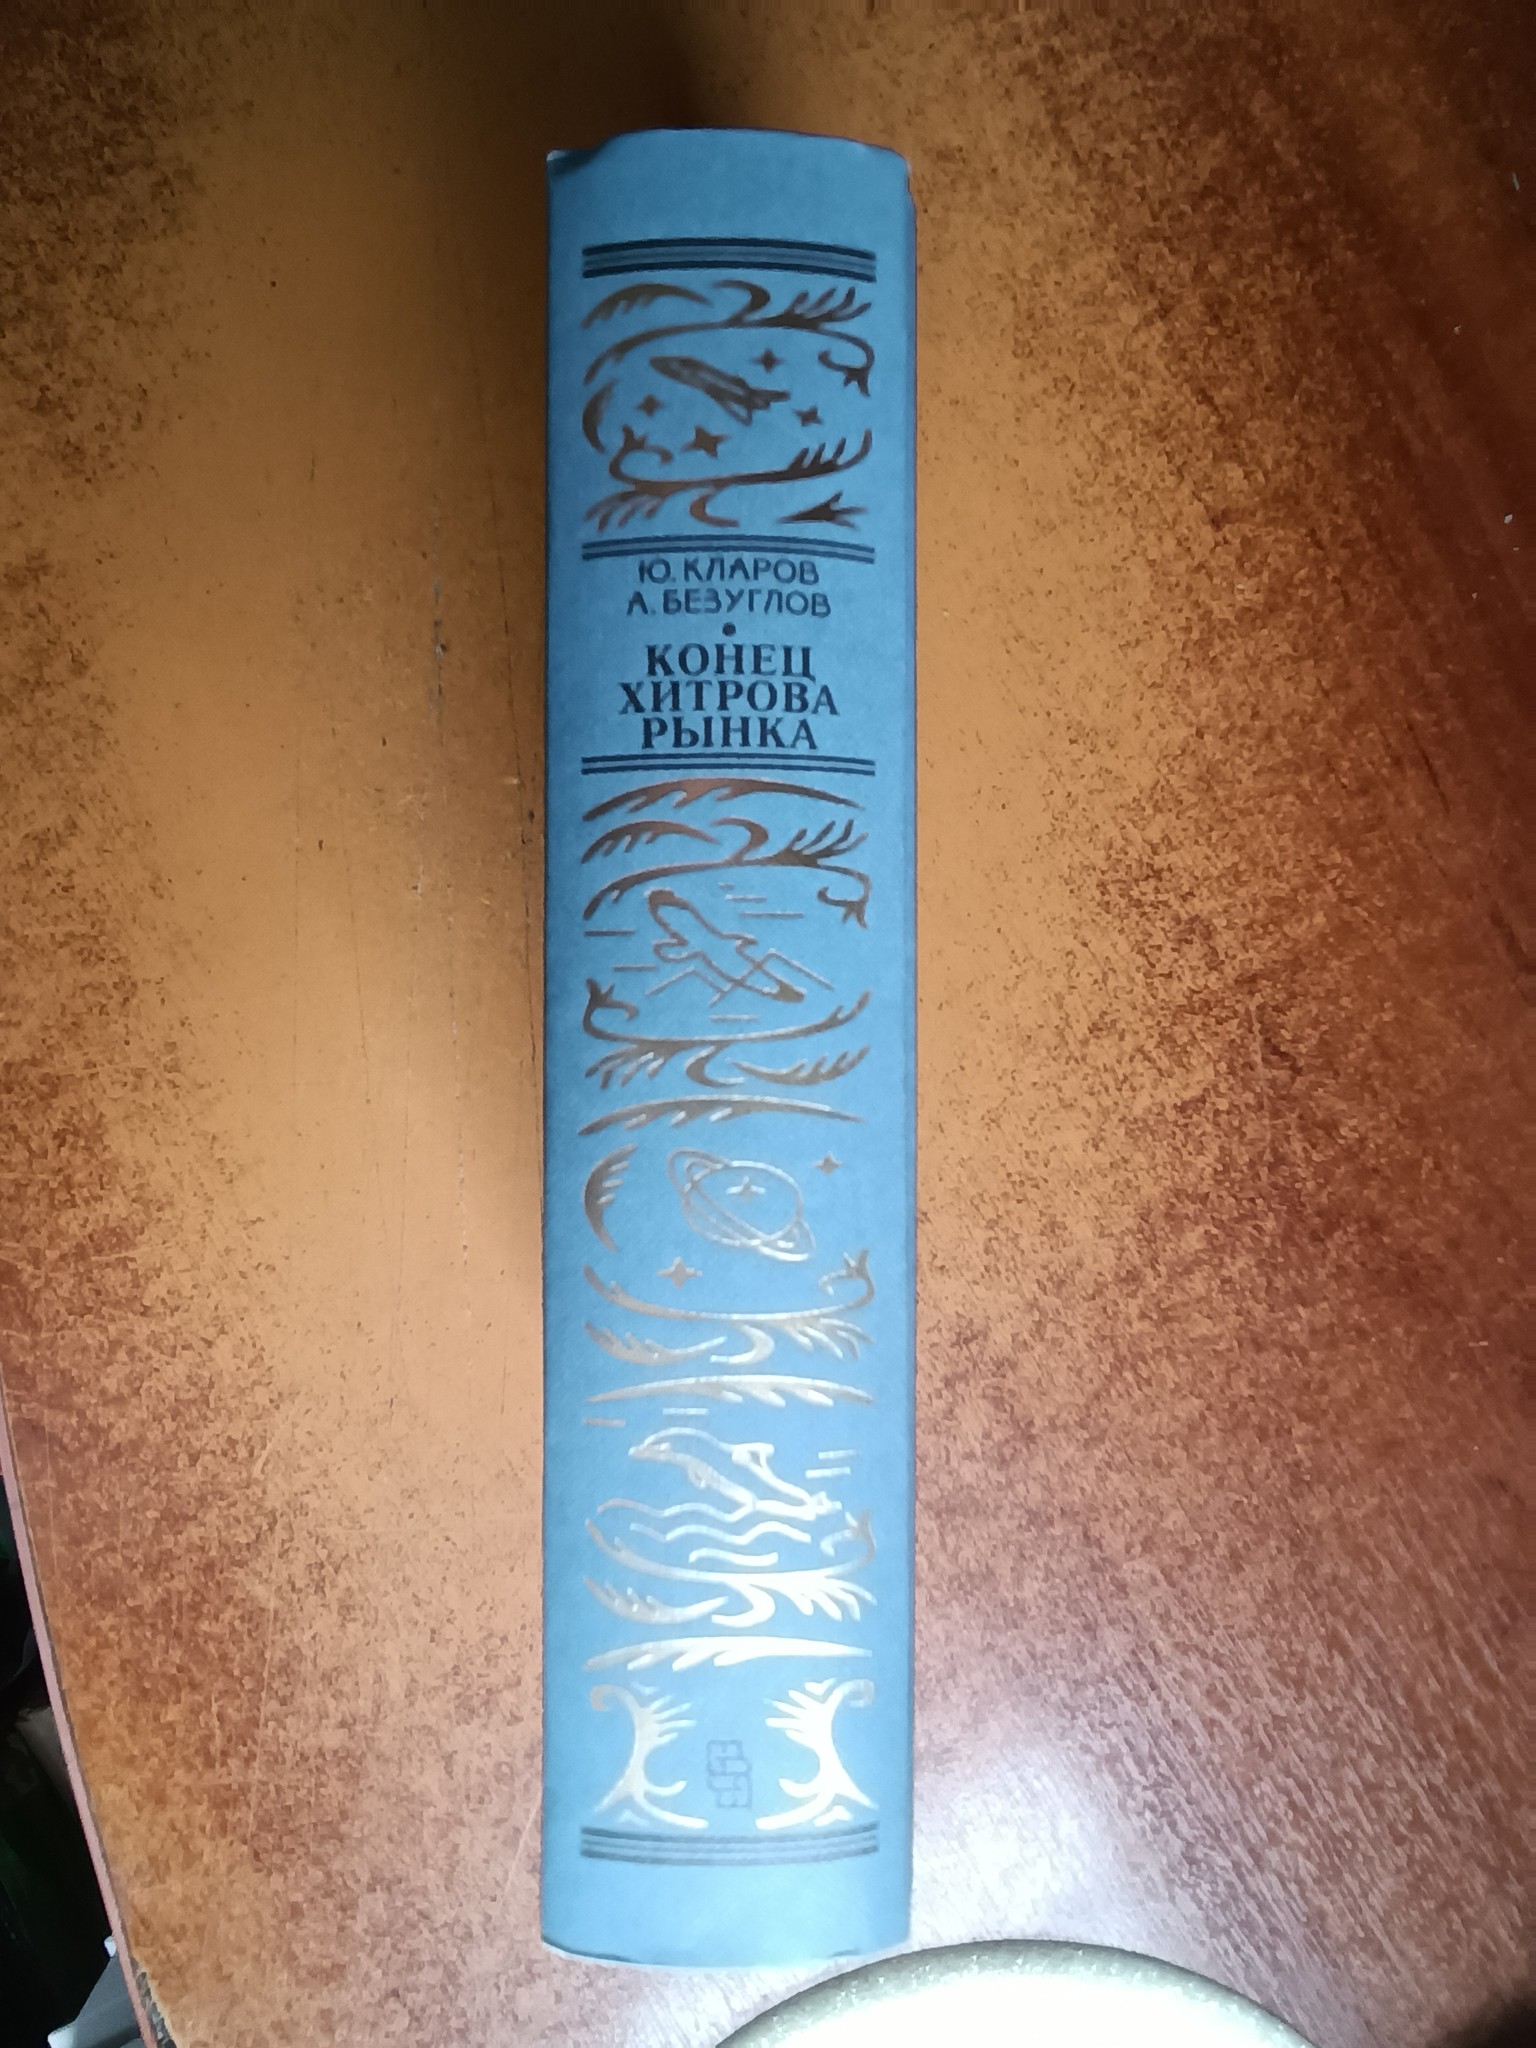 Ю. КЛАРОВ
А. БЕЗУГЛОВ
КОНЕЦ
ХИТРОВА
РЫНКА